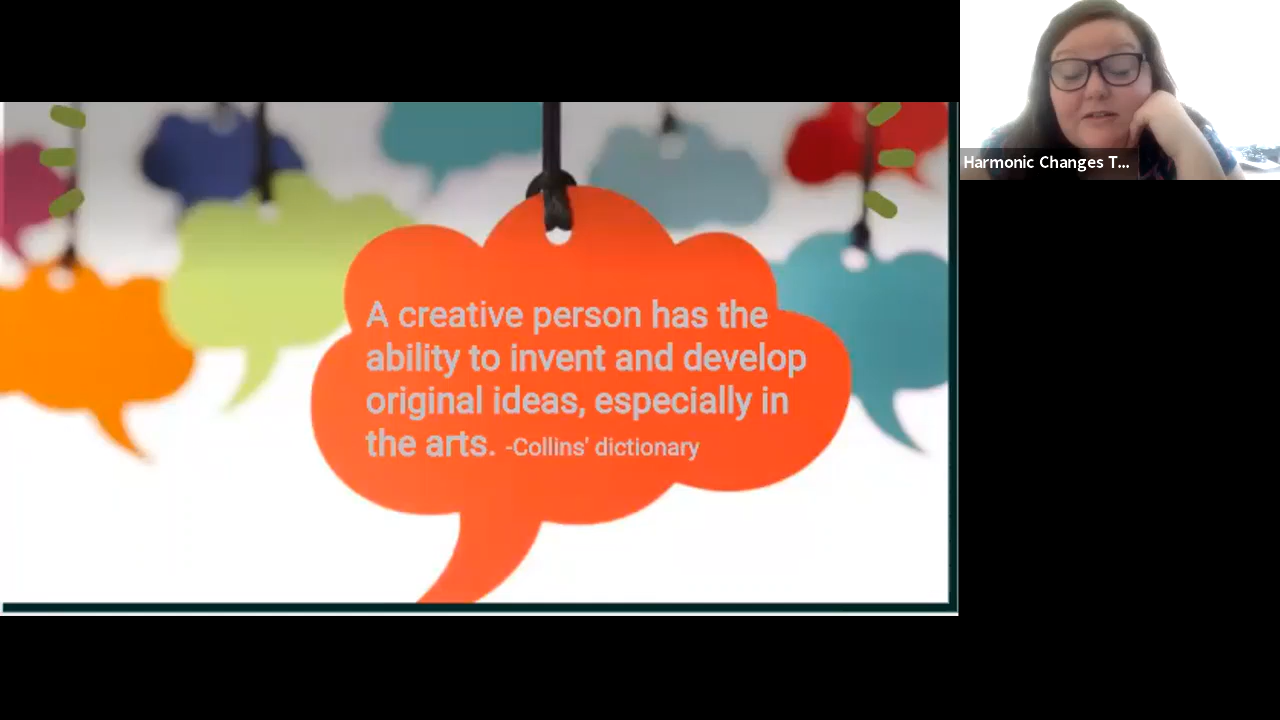 A creative person has the
ability to invent and develop
original ideas, especially in
the arts. -Collins' dictionary
Harmonic Changes T...